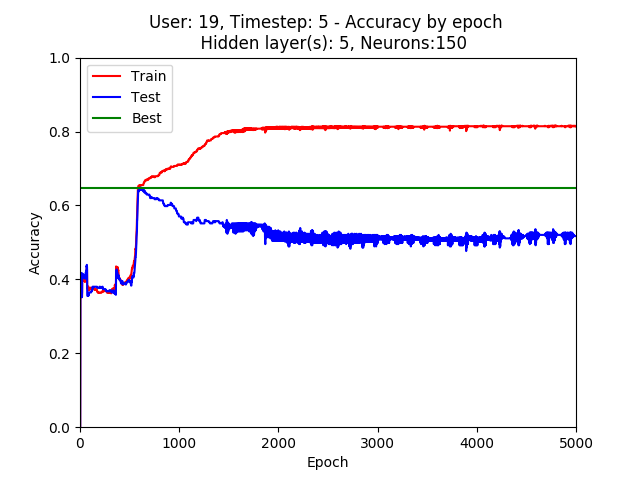 User: 19, Timestep: 5 - Accuracy by epoch
Hidden layer(s): 5, Neurons:150
Train
Test
Best
1.0
0.8
0.6
0.4
0.2
0.0
Accuracy
0
1000
2000
3000
4000
5000
Epoch